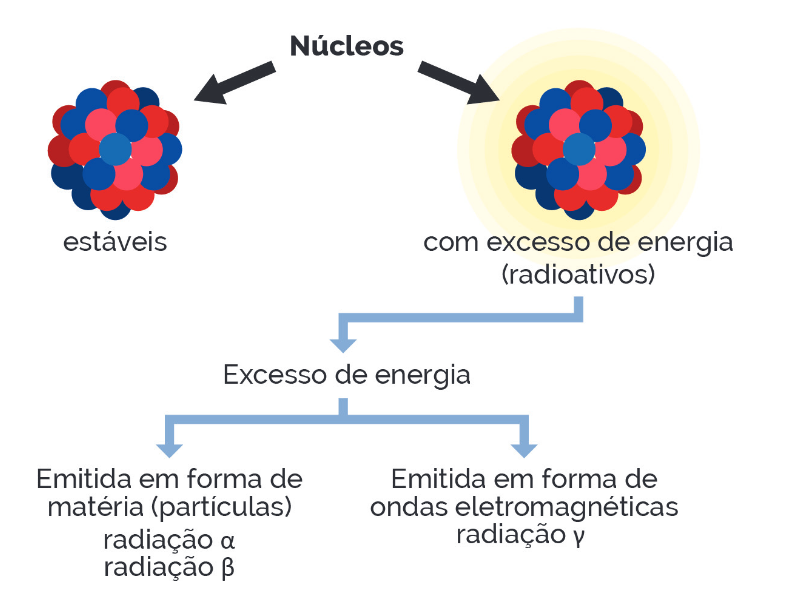 Núcleos
estáveis
com excesso de energia
(radioativos)
Excesso de energia
Emitida em forma de
matéria (partículas)
radiação α
radiação β
Emitida em forma de
ondas eletromagnéticas
radiação γ